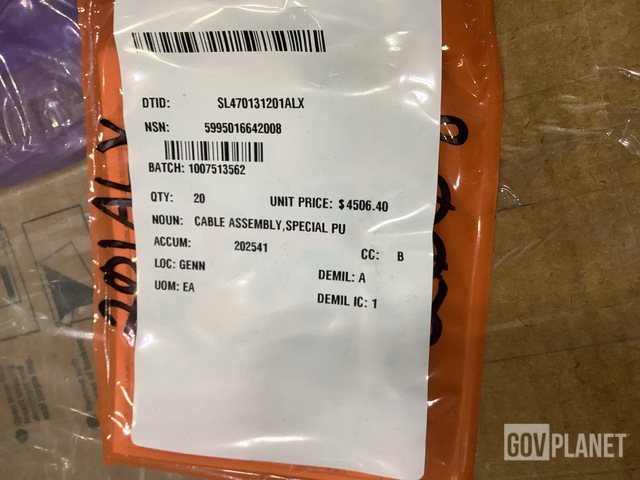 DTID: SL470131201ALX
NSN: 5995016642008
BATCH: 1007513562
QTY: 20 UNIT PRICE: $4506.40
NOUN: CABLE ASSEMBLY,SPECIAL PU
ACCUM: 202541 CC: B
LOC: GENN DEMIL: A
UOM: EA DEMIL IC: 1
GOVPLANET